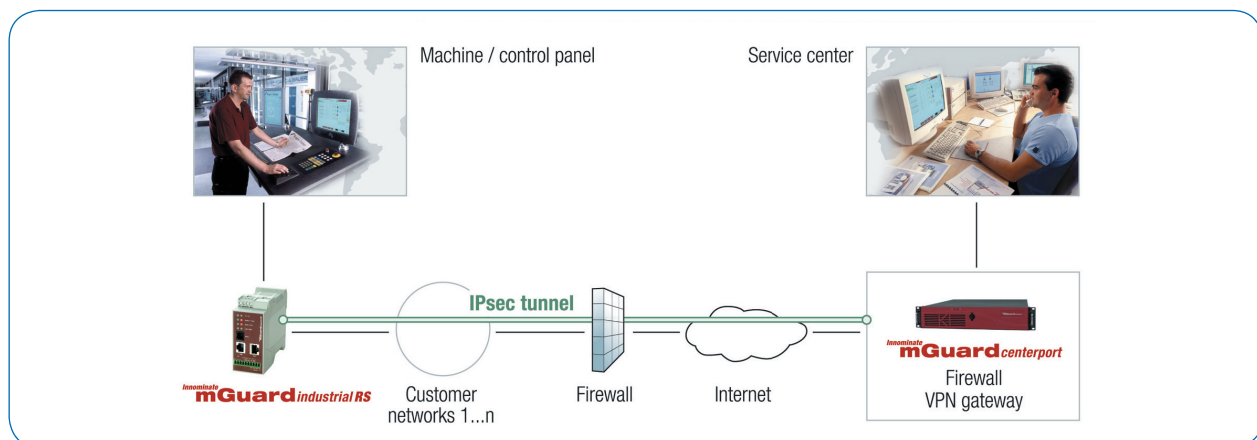 Machine / control panel
Service center
IPsec tunnel
Innominate
mGuard industrial RS
Customer
networks 1...n
Firewall
Internet
Innominate
mGuard centerport
Firewall
VPN gateway